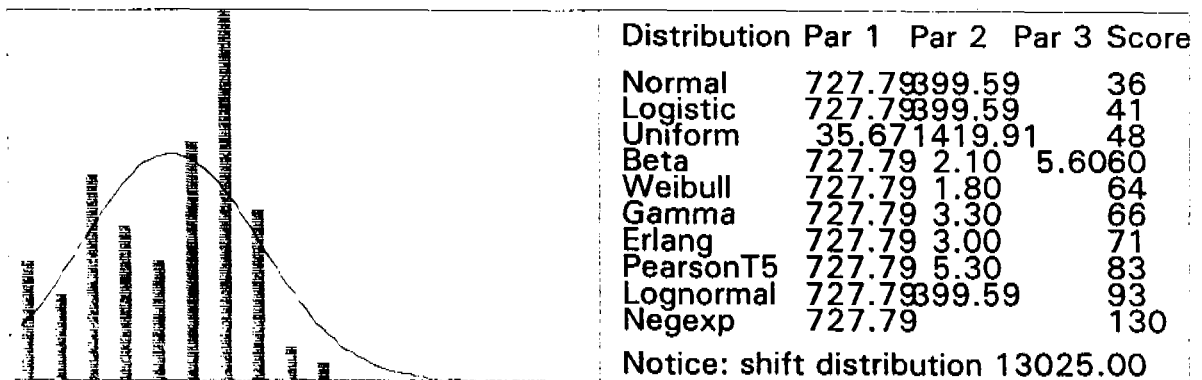 Distribution Par 1 Par 2 Par 3 Score
Normal 727.79 399.59 36
Logistic 727.79 399.59 41
Uniform 35.67 1419.91 48
Beta 727.79 2.10 5.60 60
Weibull 727.79 1.80 64
Gamma 727.79 3.30 66
Erlang 727.79 3.00 71
PearsonT5 727.79 5.30 83
Lognormal 727.79 399.59 93
Negexp 727.79 130
Notice: shift distribution 13025.00